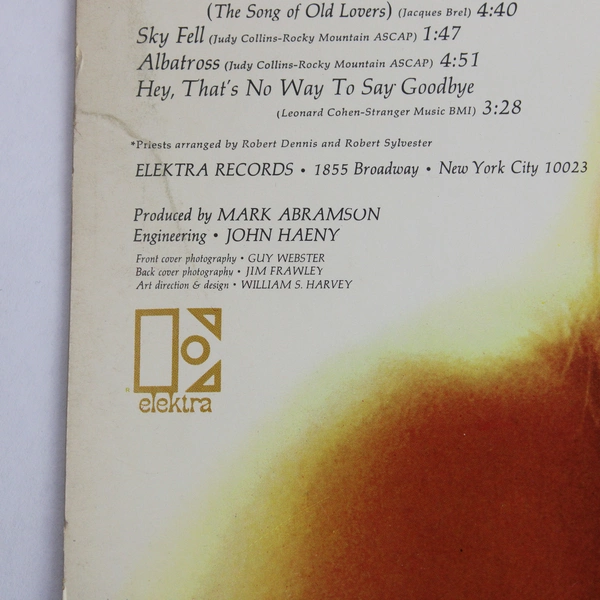 (The Song of Old Lovers) (Jacques Brel) 4:40
Sky Fell (Judy Collins-Rocky Mountain ASCAP) 1:47
Albatross (Judy Collins-Rocky Mountain ASCAP) 4:51
Hey, That's No Way To Say Goodbye
(Leonard Cohen-Stranger Music BMI) 3:28
*Priests arranged by Robert Dennis and Robert Sylvester
ELEKTRA RECORDS • 1855 Broadway • New York City 10023
Produced by MARK ABRAMSON
Engineering • JOHN HAENY
Front cover photography • GUY WEBSTER
Back cover photography • JIM FRAWLEY
Art direction & design • WILLIAM S. HARVEY
elektra